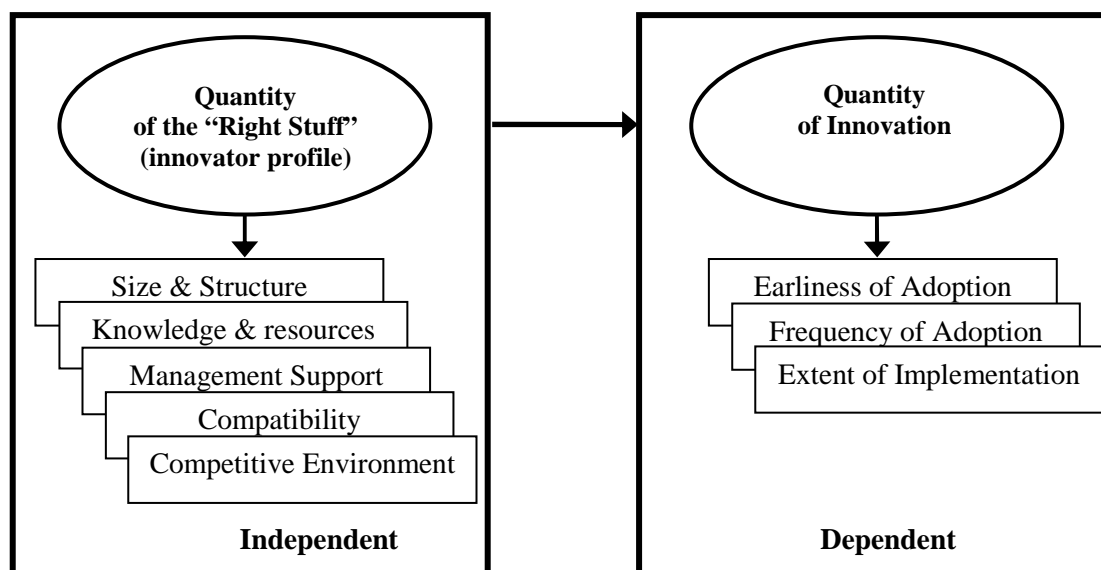 Quantity
of the “Right Stuff”
(innovator profile)
Size & Structure
Knowledge & resources
Management Support
Compatibility
Competitive Environment
Independent
Quantity
of Innovation
Earliness of Adoption
Frequency of Adoption
Extent of Implementation
Dependent